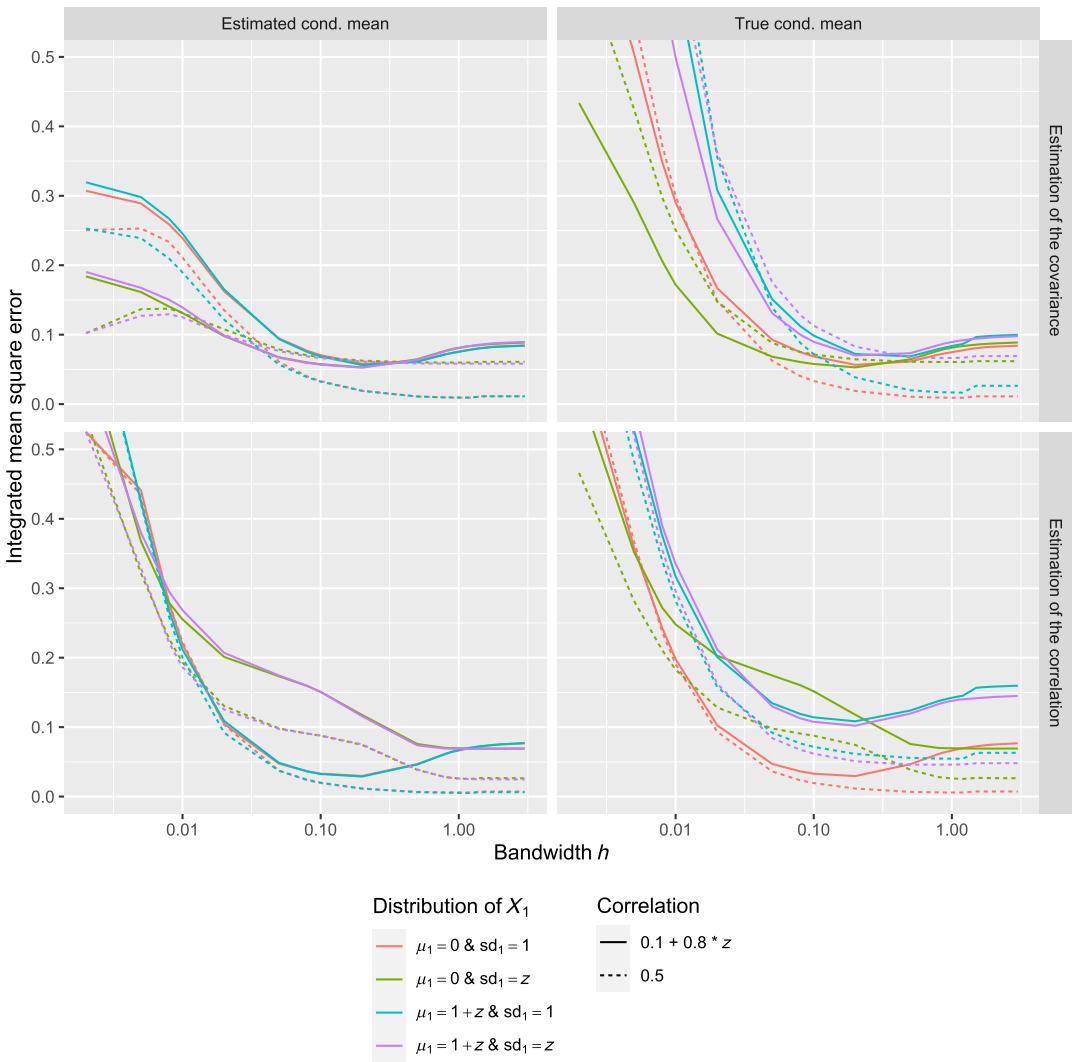 Estimated cond. mean
True cond. mean
0.5
0.4
0.3
0.2
0.1
0.0
Estimation of the covariance
0.5
0.4
0.3
0.2
0.1
0.0
Estimation of the correlation
Integrated mean square error
0.01
0.10
1.00
0.01
0.10
1.00
Bandwidth h
Distribution of X₁
μ₁ = 0 & sd₁ = 1
μ₁ = 0 & sd₁ = z
μ₁ = 1 + z & sd₁ = 1
μ₁ = 1 + z & sd₁ = z
Correlation
0.1 + 0.8 * z
0.5